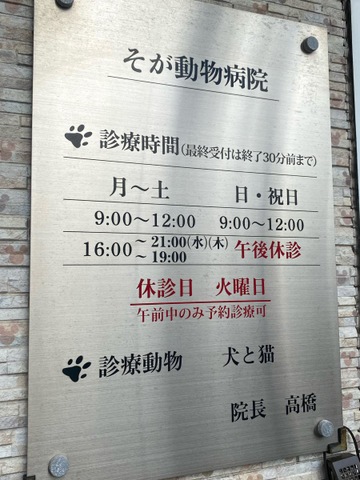 そが動物病院
診療時間(最終受付は終了30分前まで)
月～土 日・祝日
9:00～12:00 9:00～12:00
16:00～21:00(水)(木) 午後休診
～19:00
休診日 火曜日
午前中のみ予約診療可
診療動物 犬と猫
院長 高橋